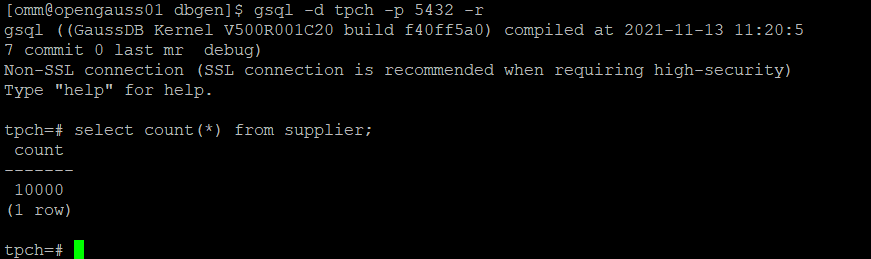 [omm@opengauss01 dbgen]$ gsql -d tpch -p 5432 -r
gsql ((GaussDB Kernel V500R001C20 build f40ff5a0) compiled at 2021-11-13 11:20:5
7 commit 0 last mr  debug)
Non-SSL connection (SSL connection is recommended when requiring high-security)
Type "help" for help.

tpch=# select count(*) from supplier;
 count
-------
 10000
(1 row)

tpch=#